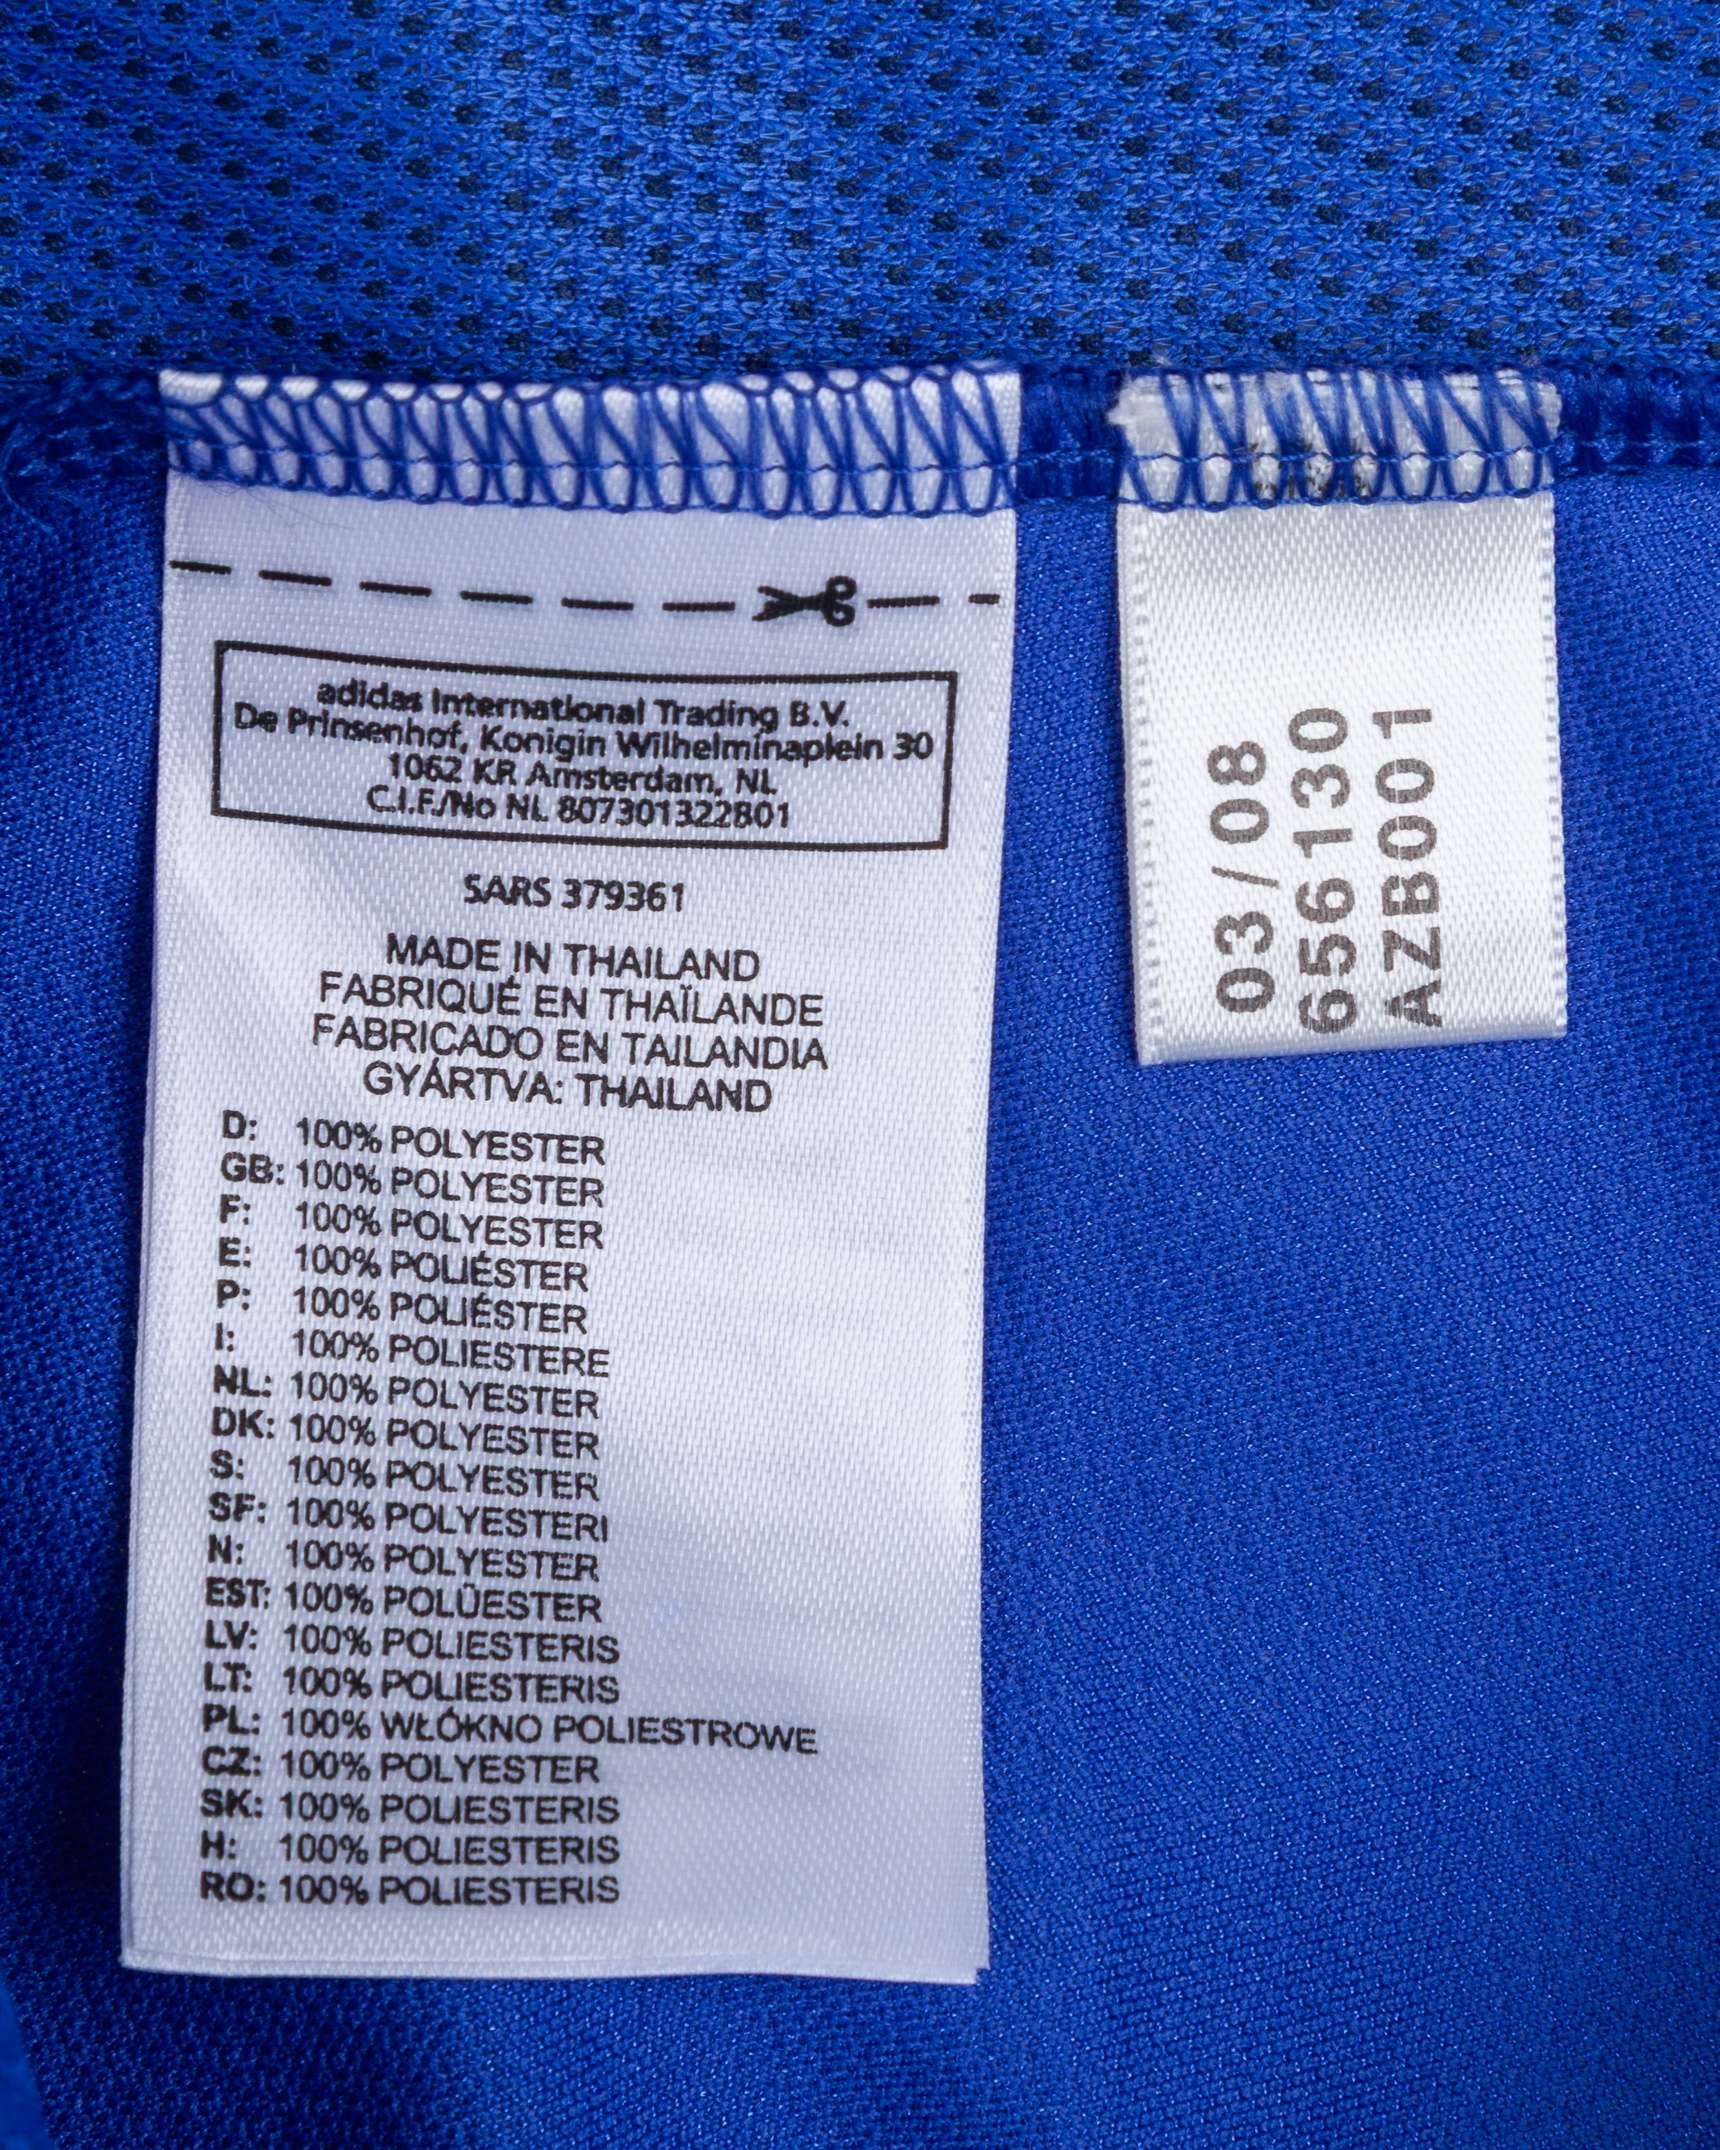 adidas International Trading B.V.
De Prinsenhof, Konigin Wilhelminaplein 30
1062 KR Amsterdam, NL
C.I.F./No NL 807301322B01
SARS 379361
MADE IN THAILAND
FABRIQUÉ EN THAÏLANDE
FABRICADO EN TAILANDIA
GYÁRTVA: THAILAND
D: 100% POLYESTER
GB: 100% POLYESTER
F: 100% POLYESTER
E: 100% POLIÉSTER
P: 100% POLIÉSTER
I: 100% POLIESTERE
NL: 100% POLYESTER
DK: 100% POLYESTER
S: 100% POLYESTER
SF: 100% POLYESTERI
N: 100% POLYESTER
EST: 100% POLÜESTER
LV: 100% POLIESTERIS
LT: 100% POLIESTERIS
PL: 100% WŁÓKNO POLIESTROWE
CZ: 100% POLYESTER
SK: 100% POLIESTERIS
H: 100% POLIESTERIS
RO: 100% POLIESTERIS
03/08
656130
AZB001